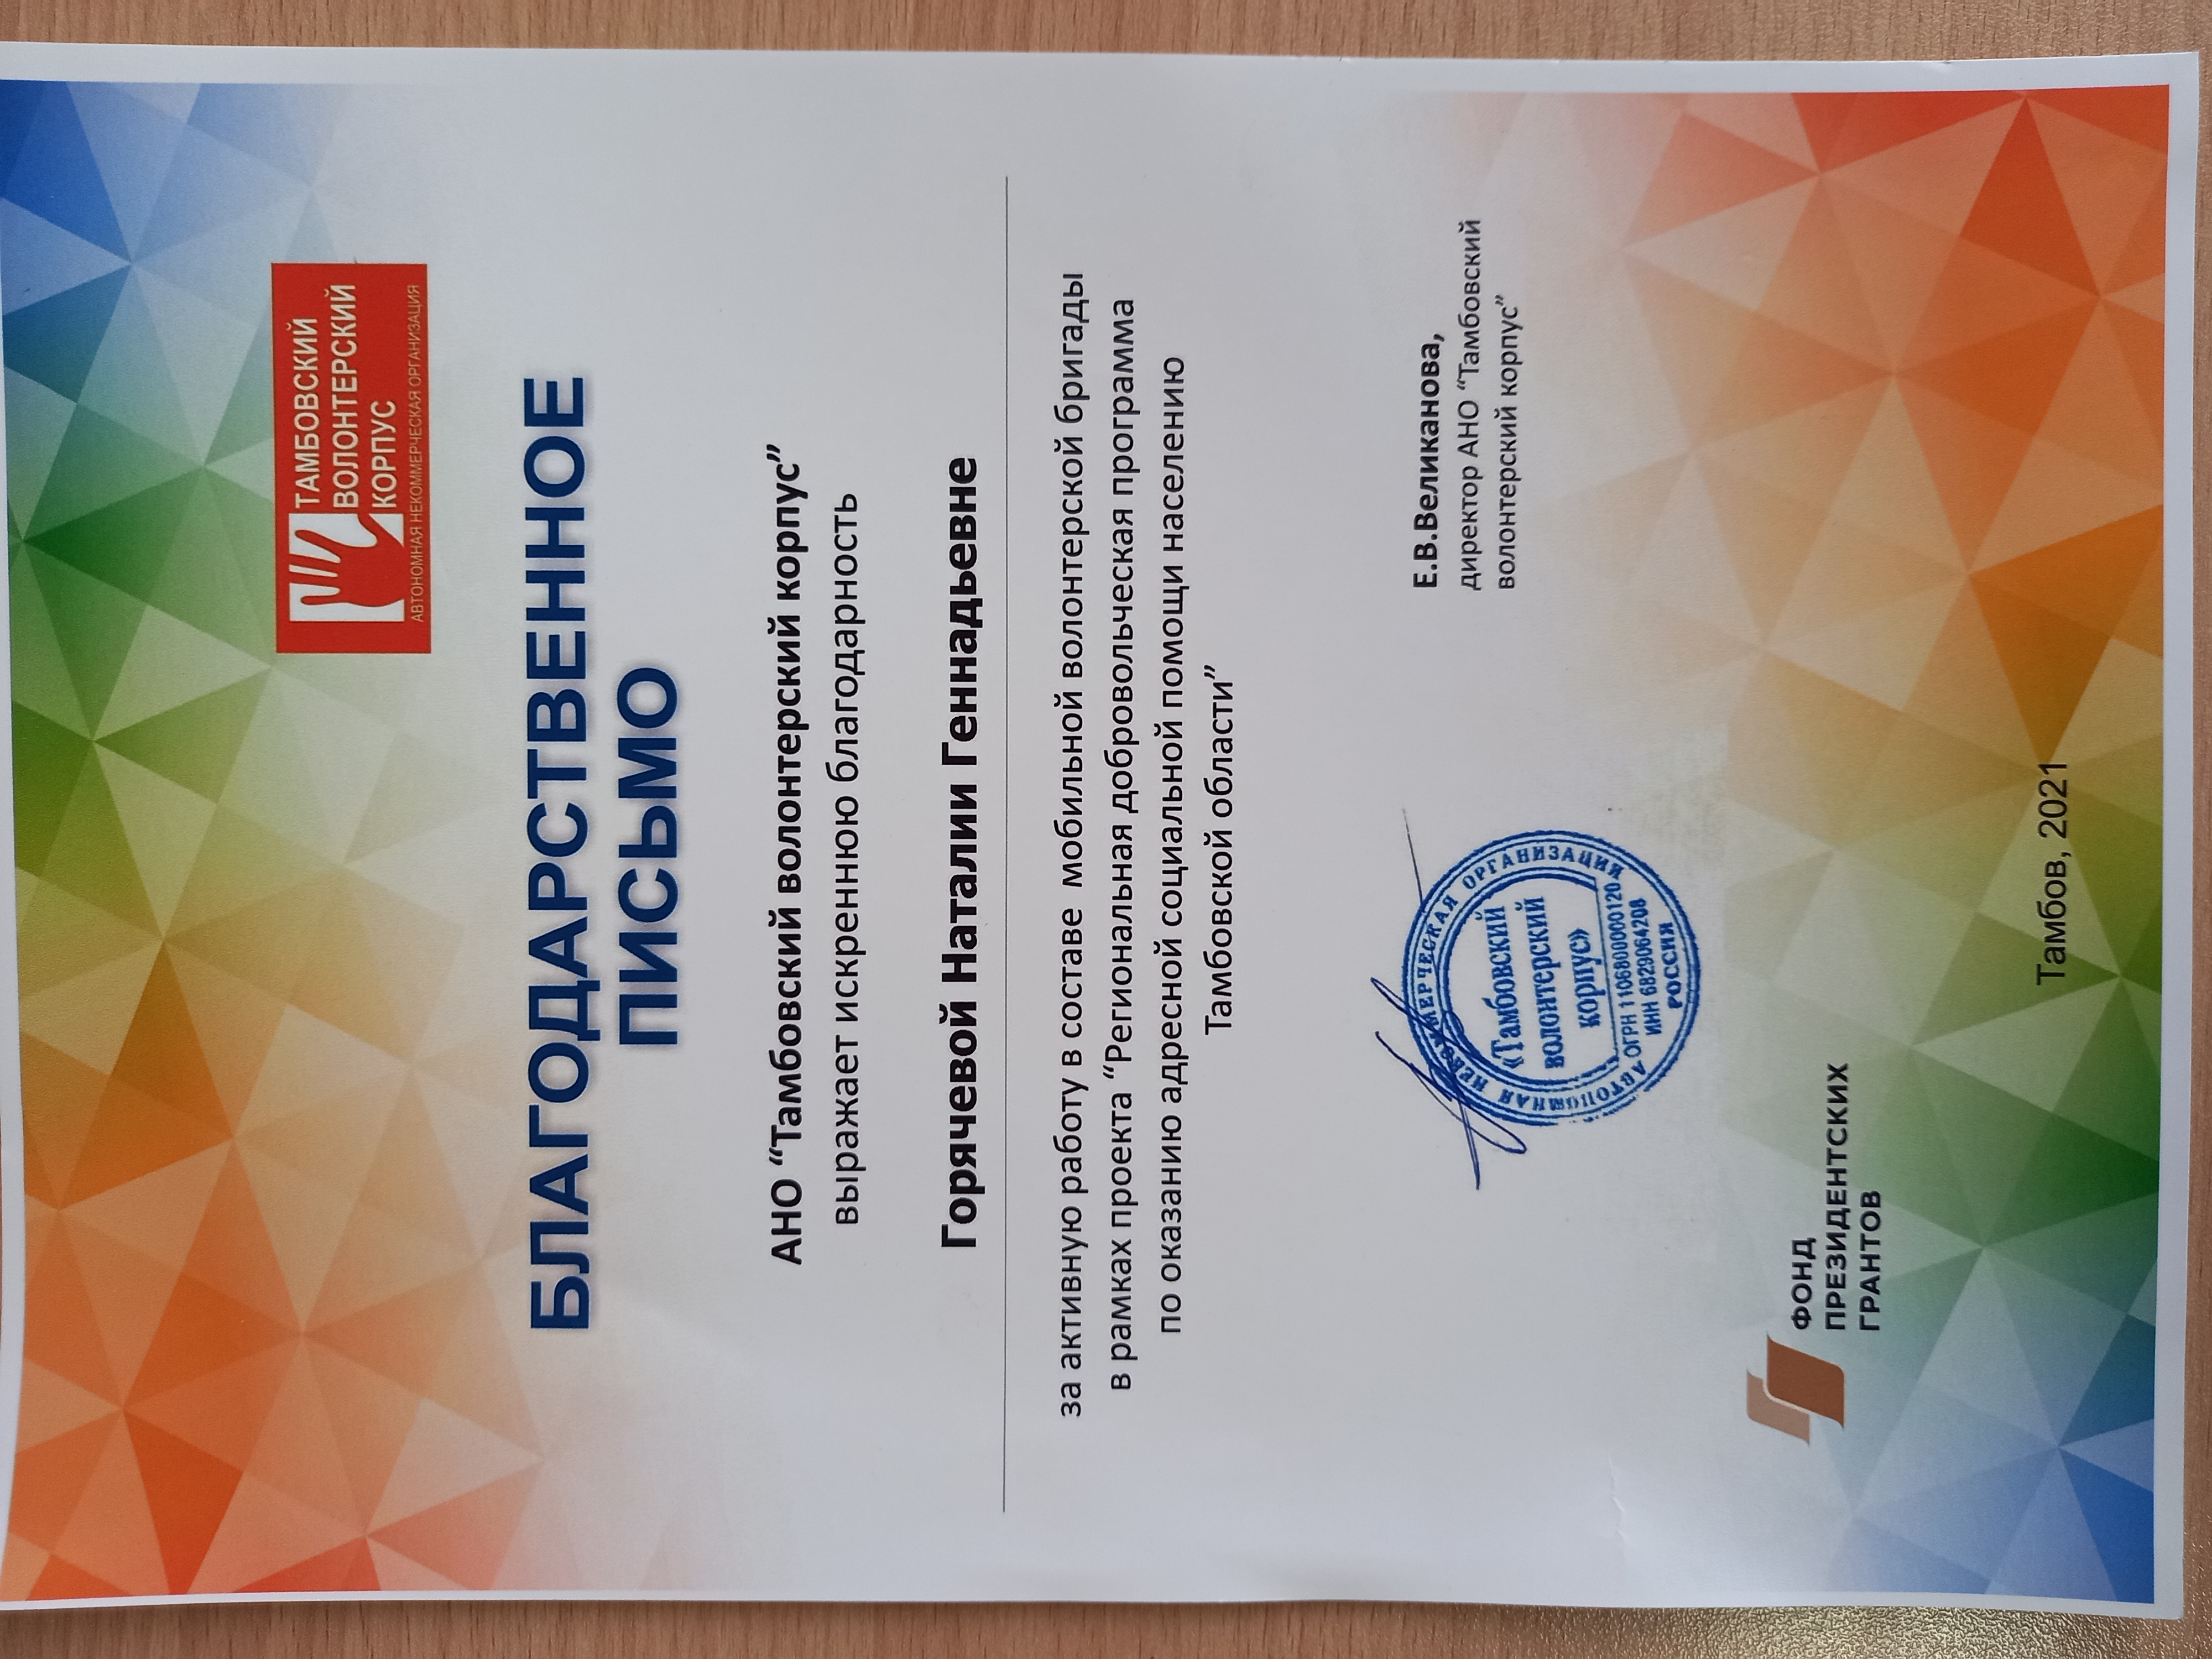 ТАМБОВСКИЙ
ВОЛОНТЕРСКИЙ
КОРПУС
АВТОНОМНАЯ НЕКОММЕРЧЕСКАЯ ОРГАНИЗАЦИЯ
БЛАГОДАРСТВЕННОЕ
ПИСЬМО
АНО “Тамбовский волонтерский корпус”
выражает искреннюю благодарность
Горячевой Наталии Геннадьевне
за активную работу в составе мобильной волонтерской бригады
в рамках проекта “Региональная добровольческая программа
по оказанию адресной социальной помощи населению
Тамбовской области”
Е.В.Великанова,
директор АНО “Тамбовский
волонтерский корпус”
АВТОНОМНАЯ НЕКОММЕРЧЕСКАЯ ОРГАНИЗАЦИЯ
«Тамбовский
волонтерский
корпус»
ОГРН 1106800000120
ИНН 6829064208
РОССИЯ
ФОНД
ПРЕЗИДЕНТСКИХ
ГРАНТОВ
Тамбов, 2021